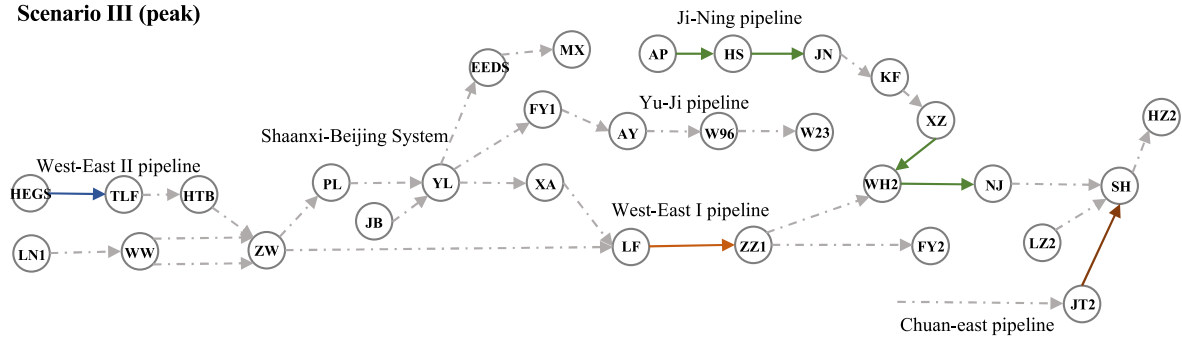 Scenario III (peak)
Ji-Ning pipeline
MX
AP
HS
JN
EEDS
KF
Yu-Ji pipeline
FY1
HZ2
XZ
AY
W96
W23
Shaanxi-Beijing System
West-East II pipeline
HEGS
TLF
HTB
PL
YL
XA
WH2
NJ
SH
JB
West-East I pipeline
LN1
WW
ZW
LF
ZZ1
FY2
LZ2
JT2
Chuan-east pipeline